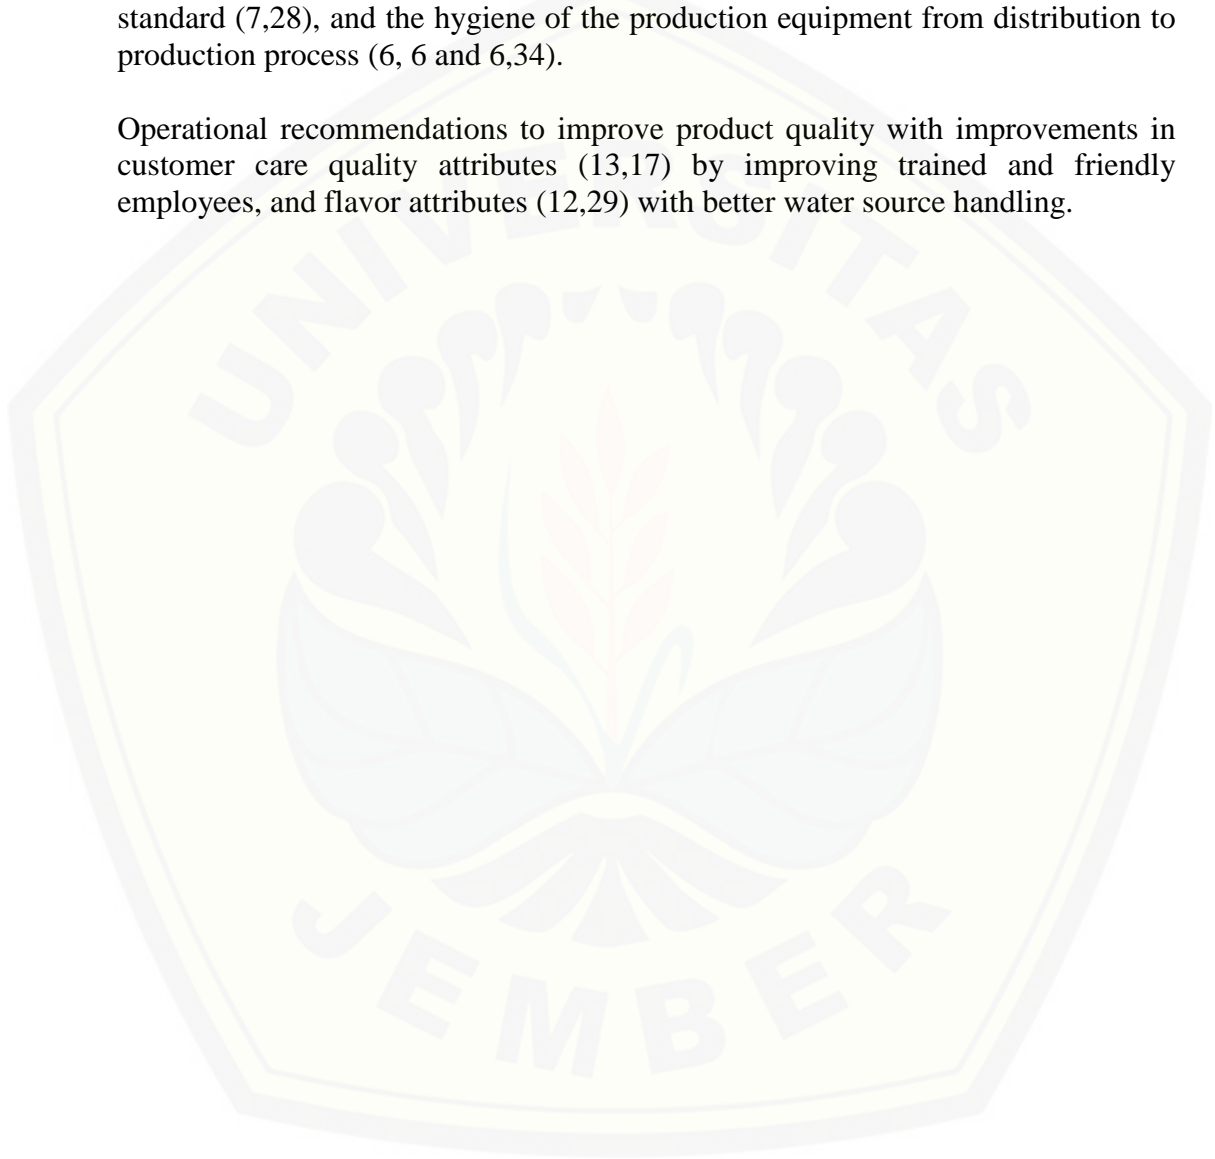 standard (7,28), and the hygiene of the production equipment from distribution to
production process (6, 6 and 6,34).
Operational recommendations to improve product quality with improvements in
customer care quality attributes (13,17) by improving trained and friendly
employees, and flavor attributes (12,29) with better water source handling.
UNIVERSITAS
JEMBER